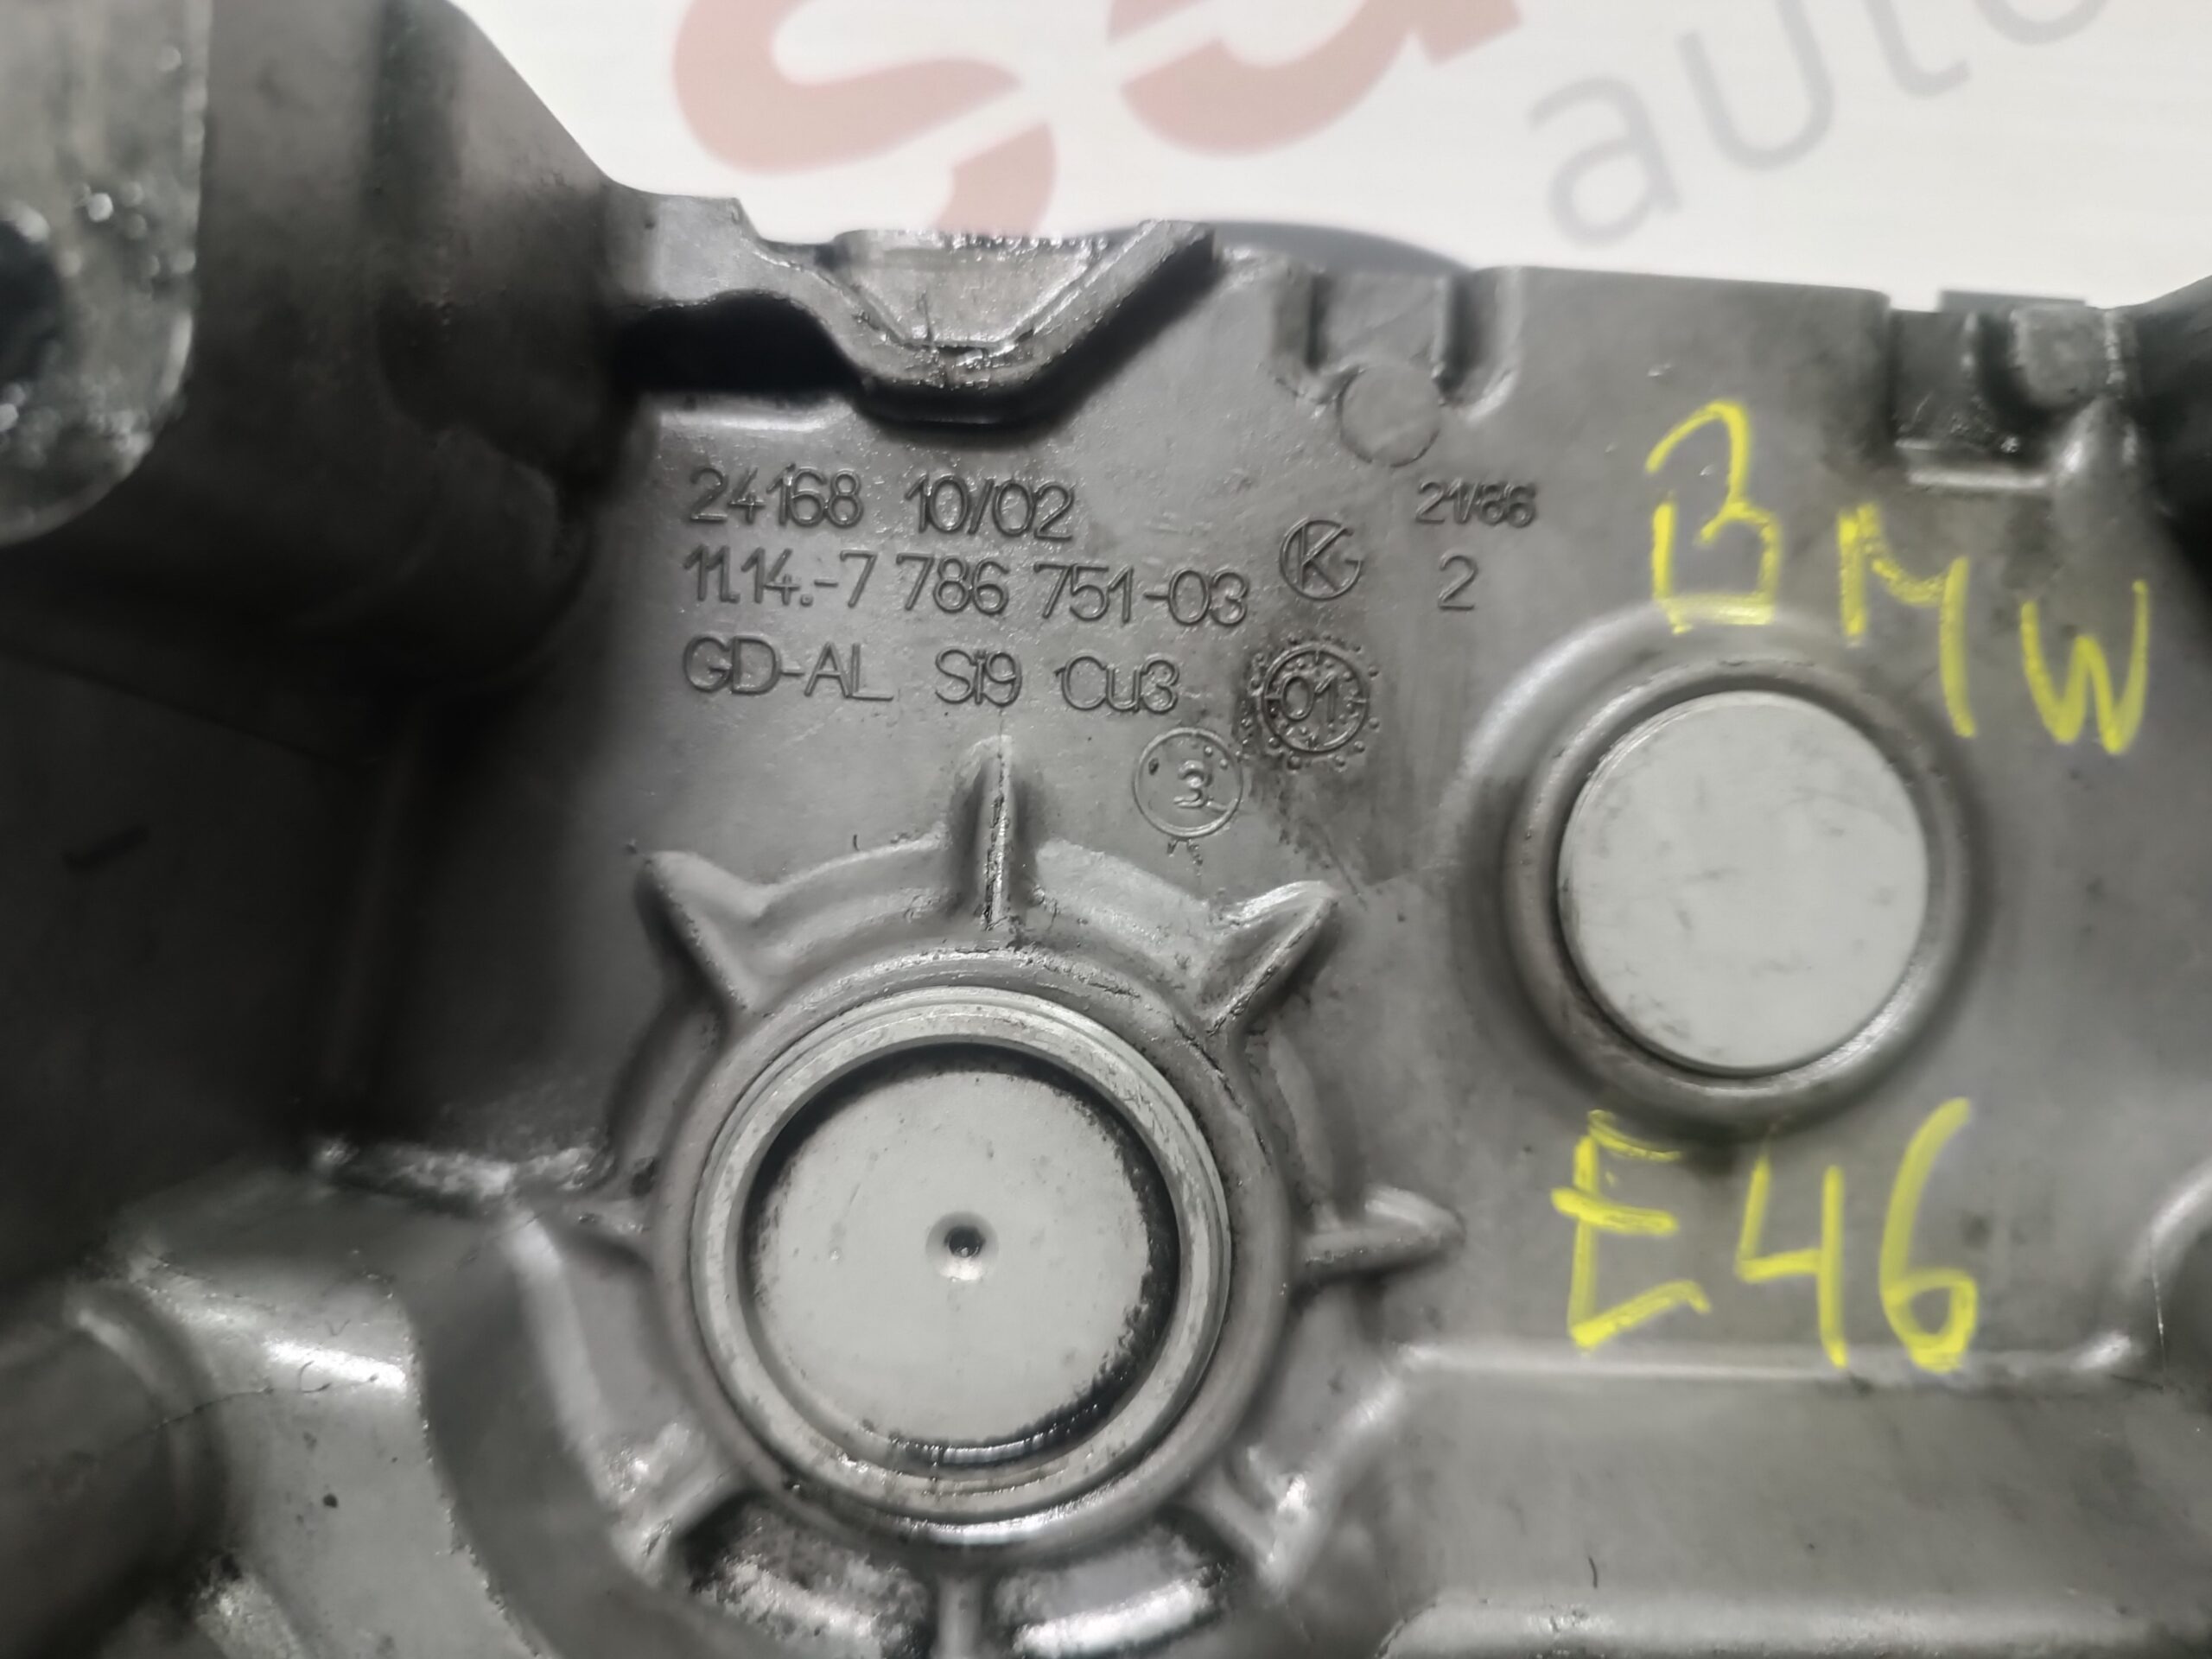 auto
24168 10/02
11.14.-7 786 751-03
GD-AL Si9 Cu3
21/86
2
01
3
BMW
E46